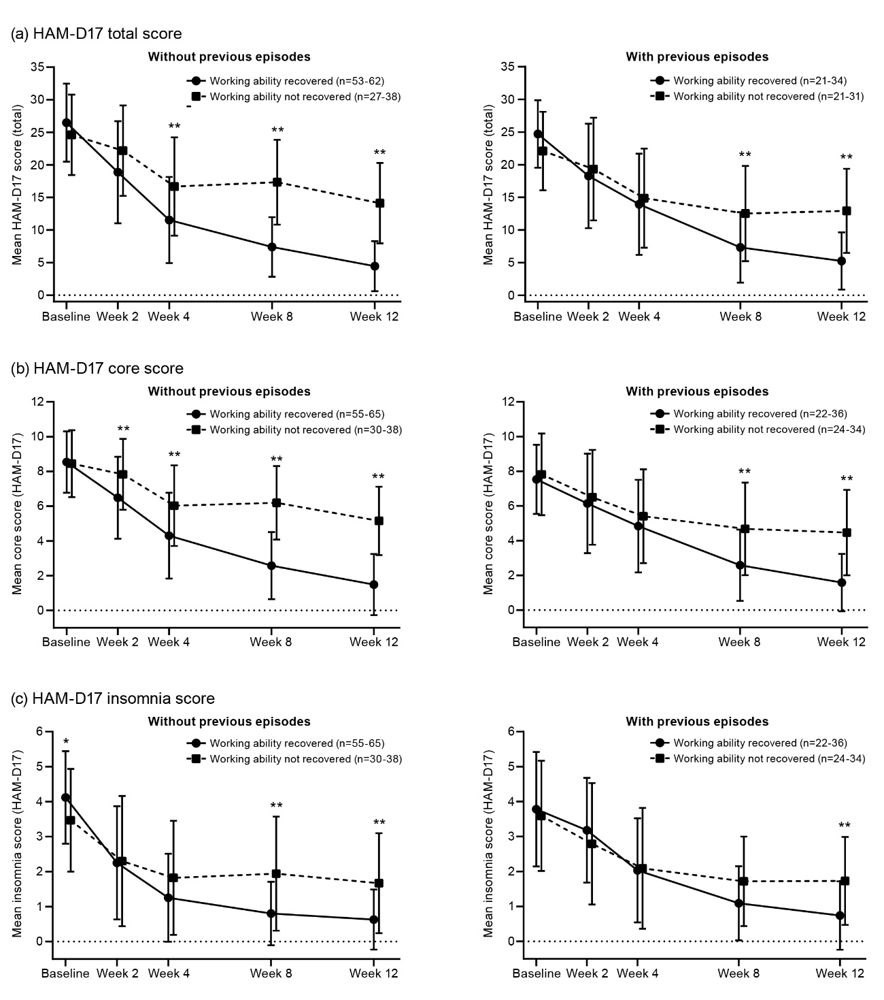 (a) HAM-D17 total score
Without previous episodes
Mean HAM-D17 score (total)
35
30
25
20
15
10
5
0
Working ability recovered (n=53-62)
Working ability not recovered (n=27-38)
**
**
**
Baseline Week 2 Week 4 Week 8 Week 12
With previous episodes
Mean HAM-D17 score (total)
35
30
25
20
15
10
5
0
Working ability recovered (n=21-34)
Working ability not recovered (n=21-31)
**
**
Baseline Week 2 Week 4 Week 8 Week 12
(b) HAM-D17 core score
Without previous episodes
Mean core score (HAM-D17)
12
10
8
6
4
2
0
Working ability recovered (n=55-65)
Working ability not recovered (n=30-38)
**
**
**
**
Baseline Week 2 Week 4 Week 8 Week 12
With previous episodes
Mean core score (HAM-D17)
12
10
8
6
4
2
0
Working ability recovered (n=22-36)
Working ability not recovered (n=24-34)
**
**
Baseline Week 2 Week 4 Week 8 Week 12
(c) HAM-D17 insomnia score
Without previous episodes
Mean insomnia score (HAM-D17)
6
5
4
3
2
1
0
Working ability recovered (n=55-65)
Working ability not recovered (n=30-38)
*
**
**
Baseline Week 2 Week 4 Week 8 Week 12
With previous episodes
Mean insomnia score (HAM-D17)
6
5
4
3
2
1
0
Working ability recovered (n=22-36)
Working ability not recovered (n=24-34)
**
Baseline Week 2 Week 4 Week 8 Week 12